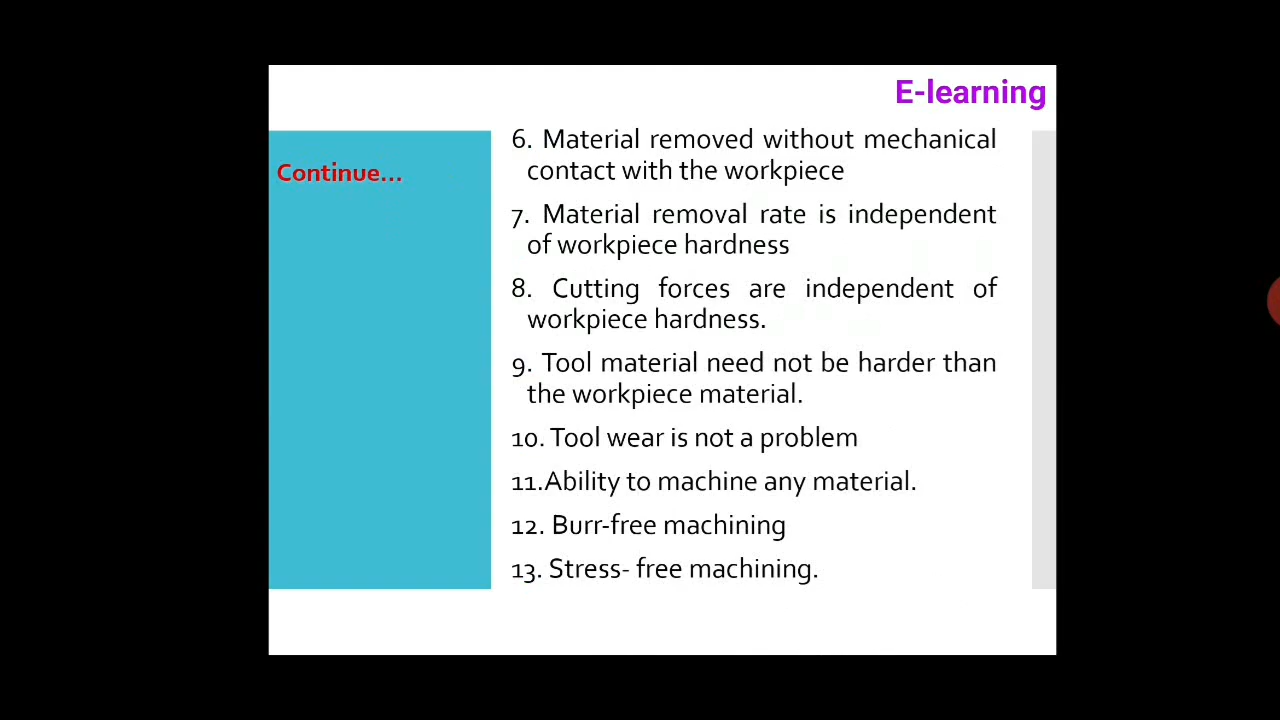 E-learning
Continue...
6. Material removed without mechanical
contact with the workpiece
7. Material removal rate is independent
of workpiece hardness
8. Cutting forces are independent of
workpiece hardness.
9. Tool material need not be harder than
the workpiece material.
10. Tool wear is not a problem
11.Ability to machine any material.
12. Burr-free machining
13. Stress- free machining.